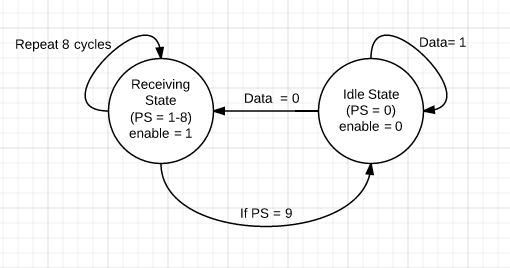 Repeat 8 cycles
Data= 1
Receiving
State
(PS = 1-8)
enable = 1
Data = 0
Idle State
(PS = 0)
enable = 0
If PS = 9